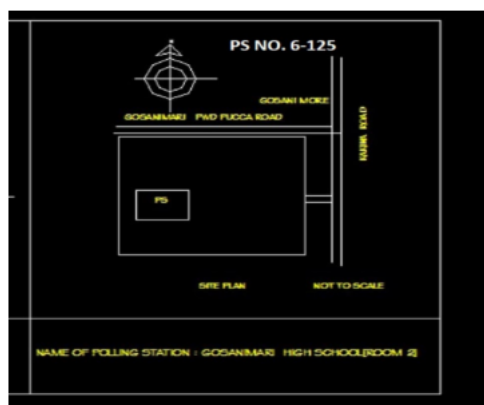 PS NO. 6-125
GOSANI MORE
GOSANIMARI PWD PUCCA ROAD
ROAD
PS
SITE PLAN NOT TO SCALE
NAME OF POLLING STATION : GOSANIMARI HIGH SCHOOL[ROOM 2]